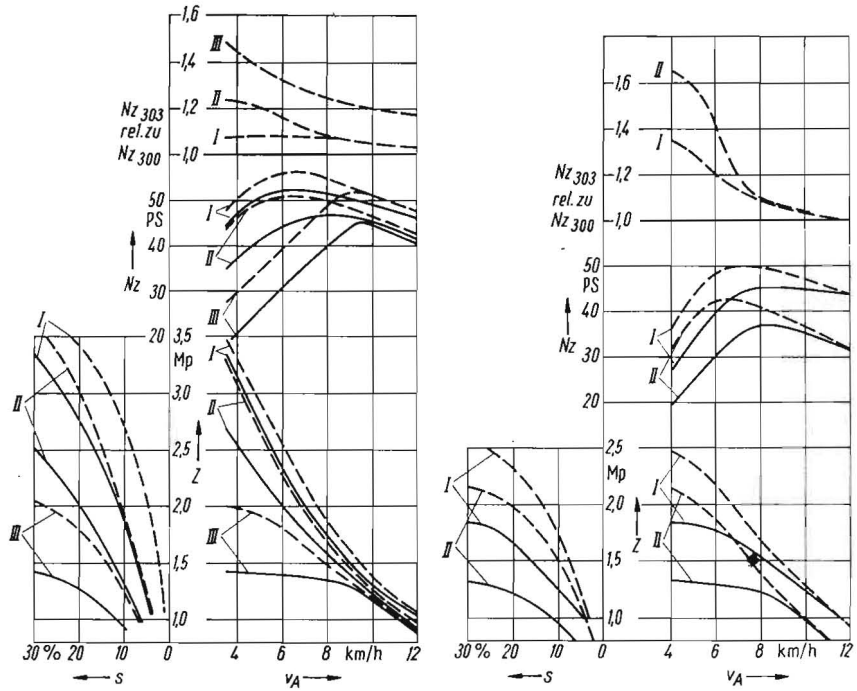 1,6
III
1,4
II
Nz 303
1,2
rel. zu
I
Nz 300
1,0
50
PS
I
40
II
Nz
30
III
20
3,5
I
Mp
I
3,0
II
II
2,5
Z
2,0
III
III
1,5
1,0
30 % 20 10 0
4 6 8 10 km/h 12
s
vA
II
1,6
I
1,4
Nz 303
1,2
rel. zu
Nz 300
1,0
50
PS
40
I
Nz
30
II
20
2,5
I
Mp
I
2,0
II
II
Z
1,5
1,0
30 % 20 10 0
4 6 8 10 km/h 12
s
vA